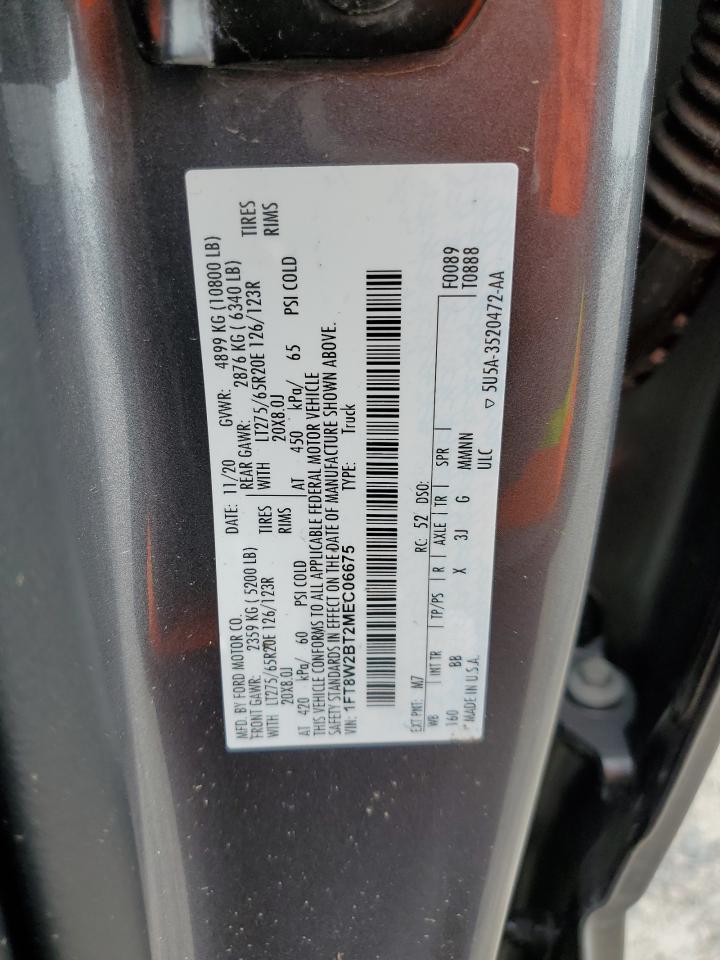 MFD. BY FORD MOTOR CO.
DATE: 11/20 GVWR: 4899 KG (10800 LB)
FRONT GAWR: 2359 KG ( 5200 LB) REAR GAWR: 2876 KG ( 6340 LB)
WITH LT275/65R20E 126/123R TIRES WITH LT275/65R20E 126/123R TIRES
20X8.0J RIMS 20X8.0J RIMS
AT 420 kPa/ 60 PSI COLD AT 450 kPa/ 65 PSI COLD
THIS VEHICLE CONFORMS TO ALL APPLICABLE FEDERAL MOTOR VEHICLE
SAFETY STANDARDS IN EFFECT ON THE DATE OF MANUFACTURE SHOWN ABOVE.
VIN: 1FT8W2BT2MEC06675 TYPE: Truck
EXT PNT: M7 RC: 52 DSO: F0089
WB INT TR TP/PS R AXLE TR SPR T0888
160 BB X 3J G MMNN
MADE IN U.S.A. ULC 5U5A-3520472-AA